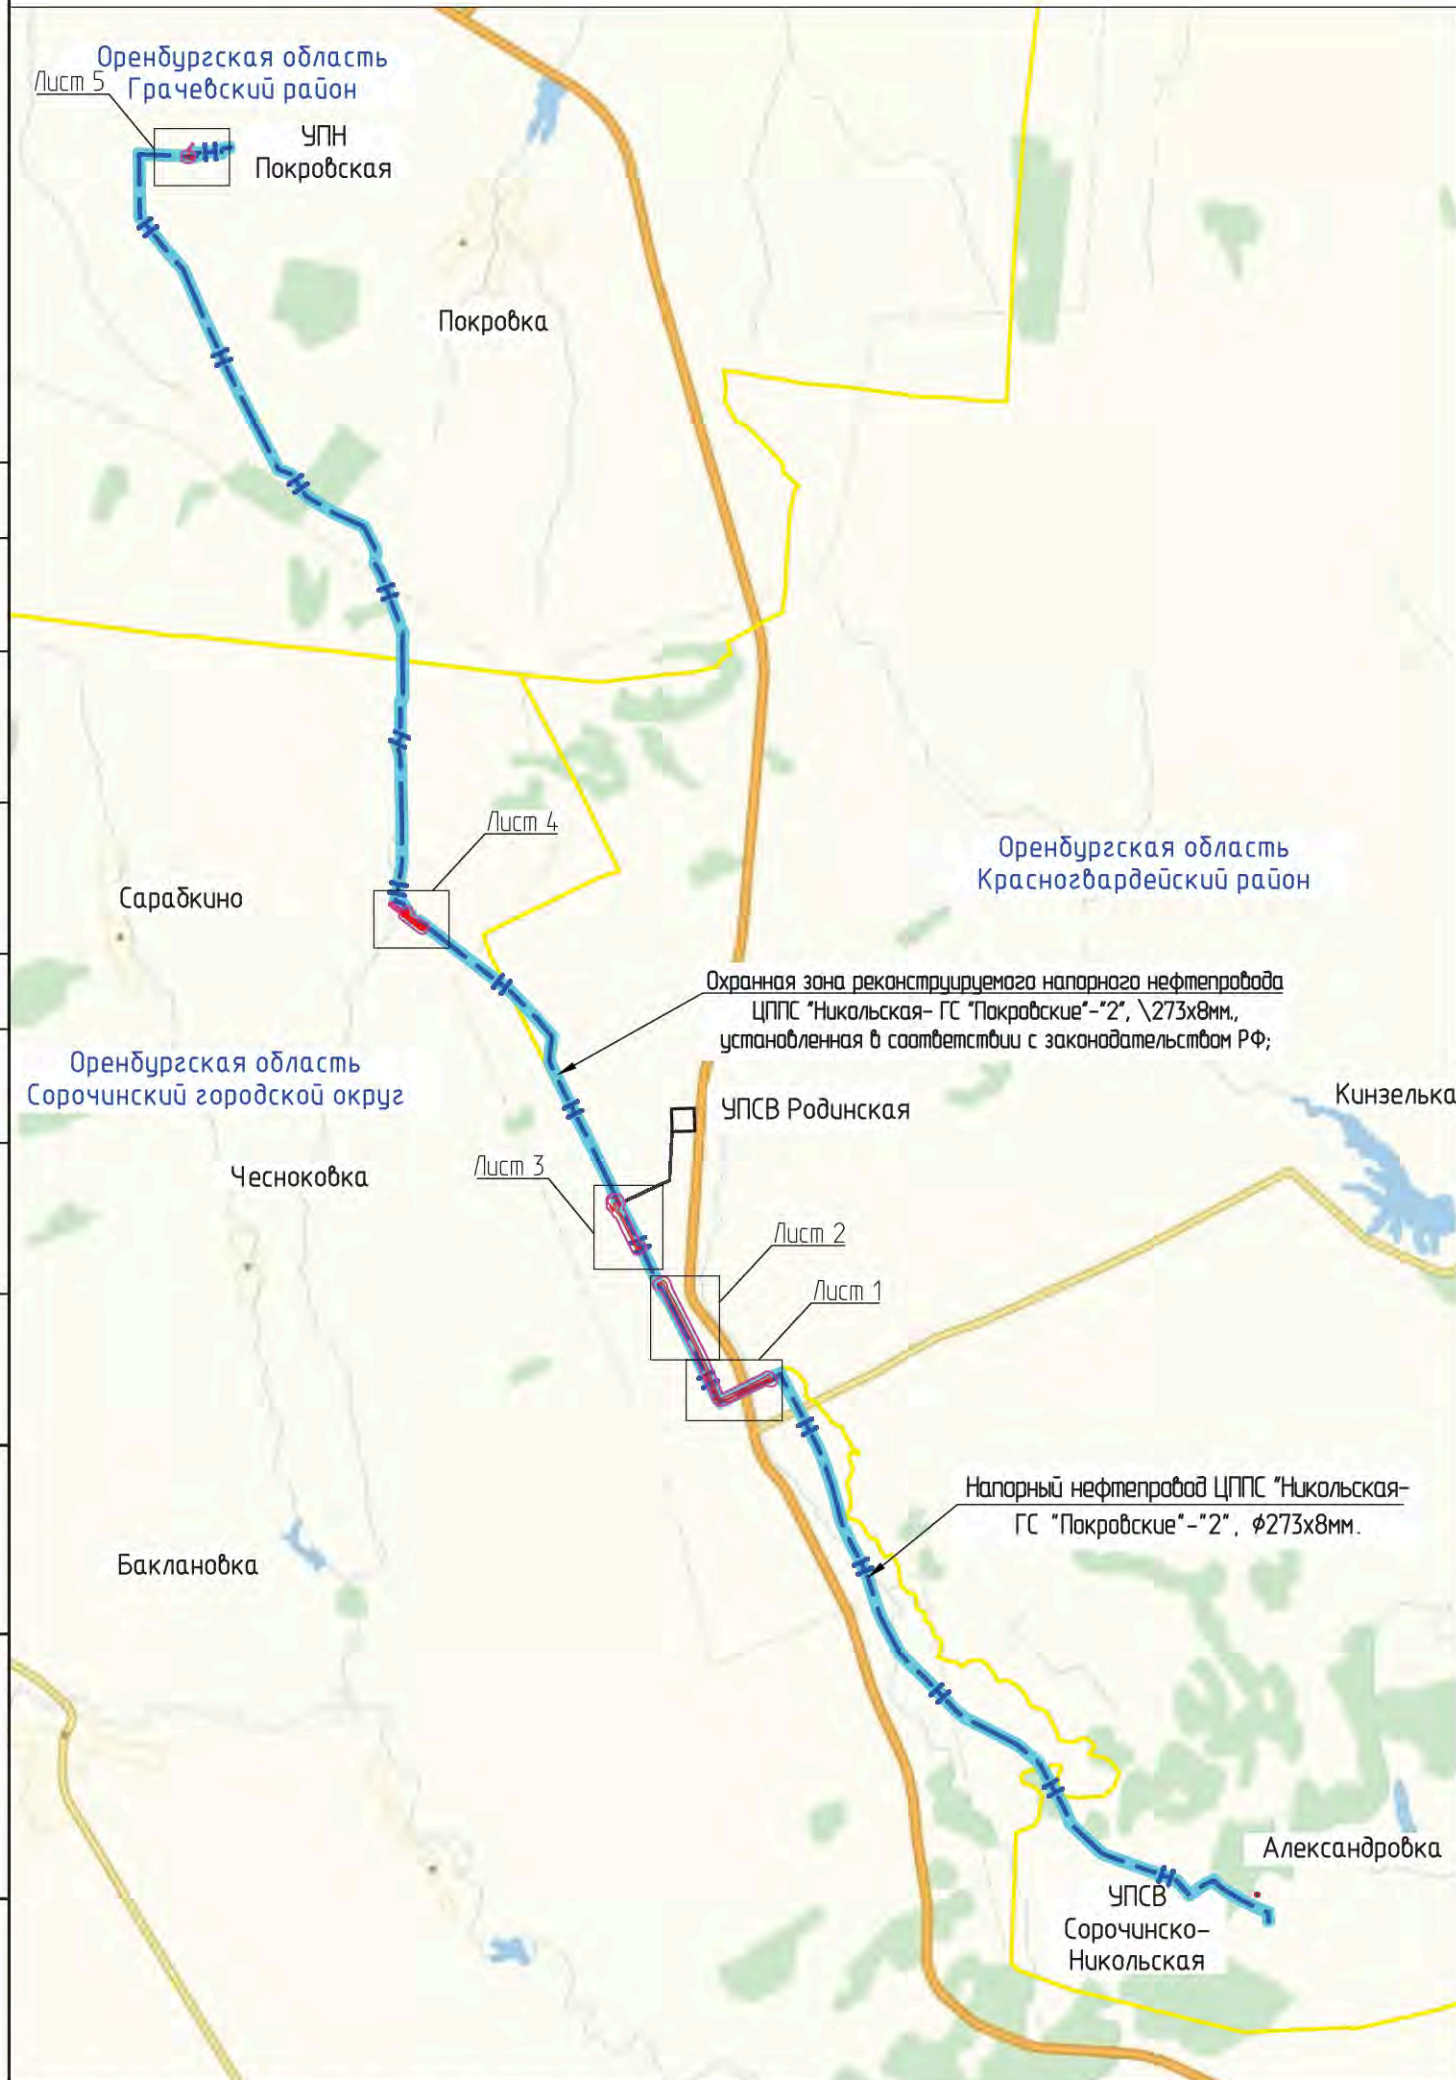 Оренбургская область
Грачевский район
Лист 5
УПН
Покровская
Покровка
Лист 4
Оренбургская область
Красногвардейский район
Сарабкино
Охранная зона реконструируемого напорного нефтепровода
ЦППС "Никольская- ГС "Покровские"-"2", \273х8мм.,
установленная в соответствии с законодательством РФ;
Оренбургская область
Сорочинский городской округ
Кинзелька
УПСВ Родинская
Лист 3
Чесноковка
Лист 2
Лист 1
Напорный нефтепровод ЦППС "Никольская-
ГС "Покровские"-"2", ϕ273х8мм.
Баклановка
Александровка
УПСВ
Сорочинско-
Никольская